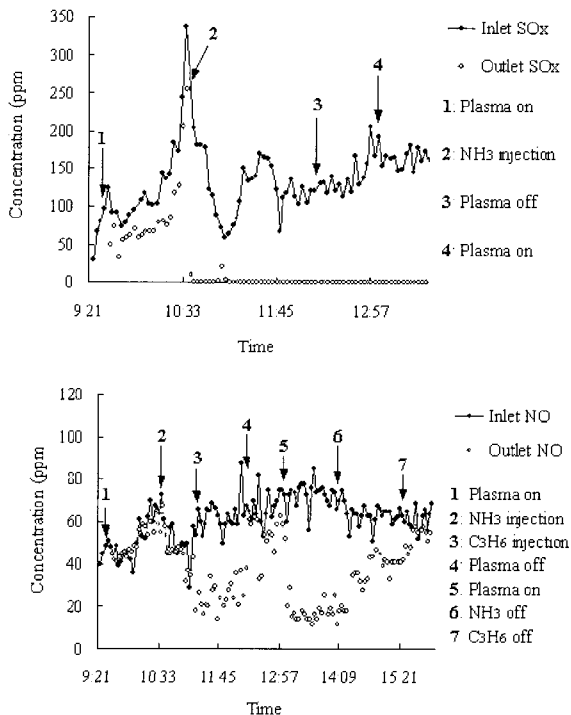 350
300
250
200
150
100
50
0
Concentration (ppm
9:21
10:33
11:45
12:57
Time
1
2
3
4
Inlet SOx
Outlet SOx
1: Plasma on
2: NH3 injection
3: Plasma off
4: Plasma on
120
100
80
60
40
20
0
Concentration (ppm
9:21
10:33
11:45
12:57
14:09
15:21
Time
1
2
3
4
5
6
7
Inlet NO
Outlet NO
1 Plasma on
2: NH3 injection
3: C3H6 injection
4 Plasma off
5. Plasma on
6: NH3 off
7 C3H6 off